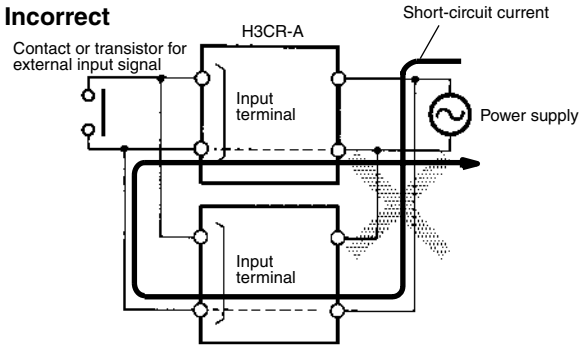 Incorrect
Short-circuit current
H3CR-A
Contact or transistor for
external input signal
Input
terminal
Power supply
Input
terminal